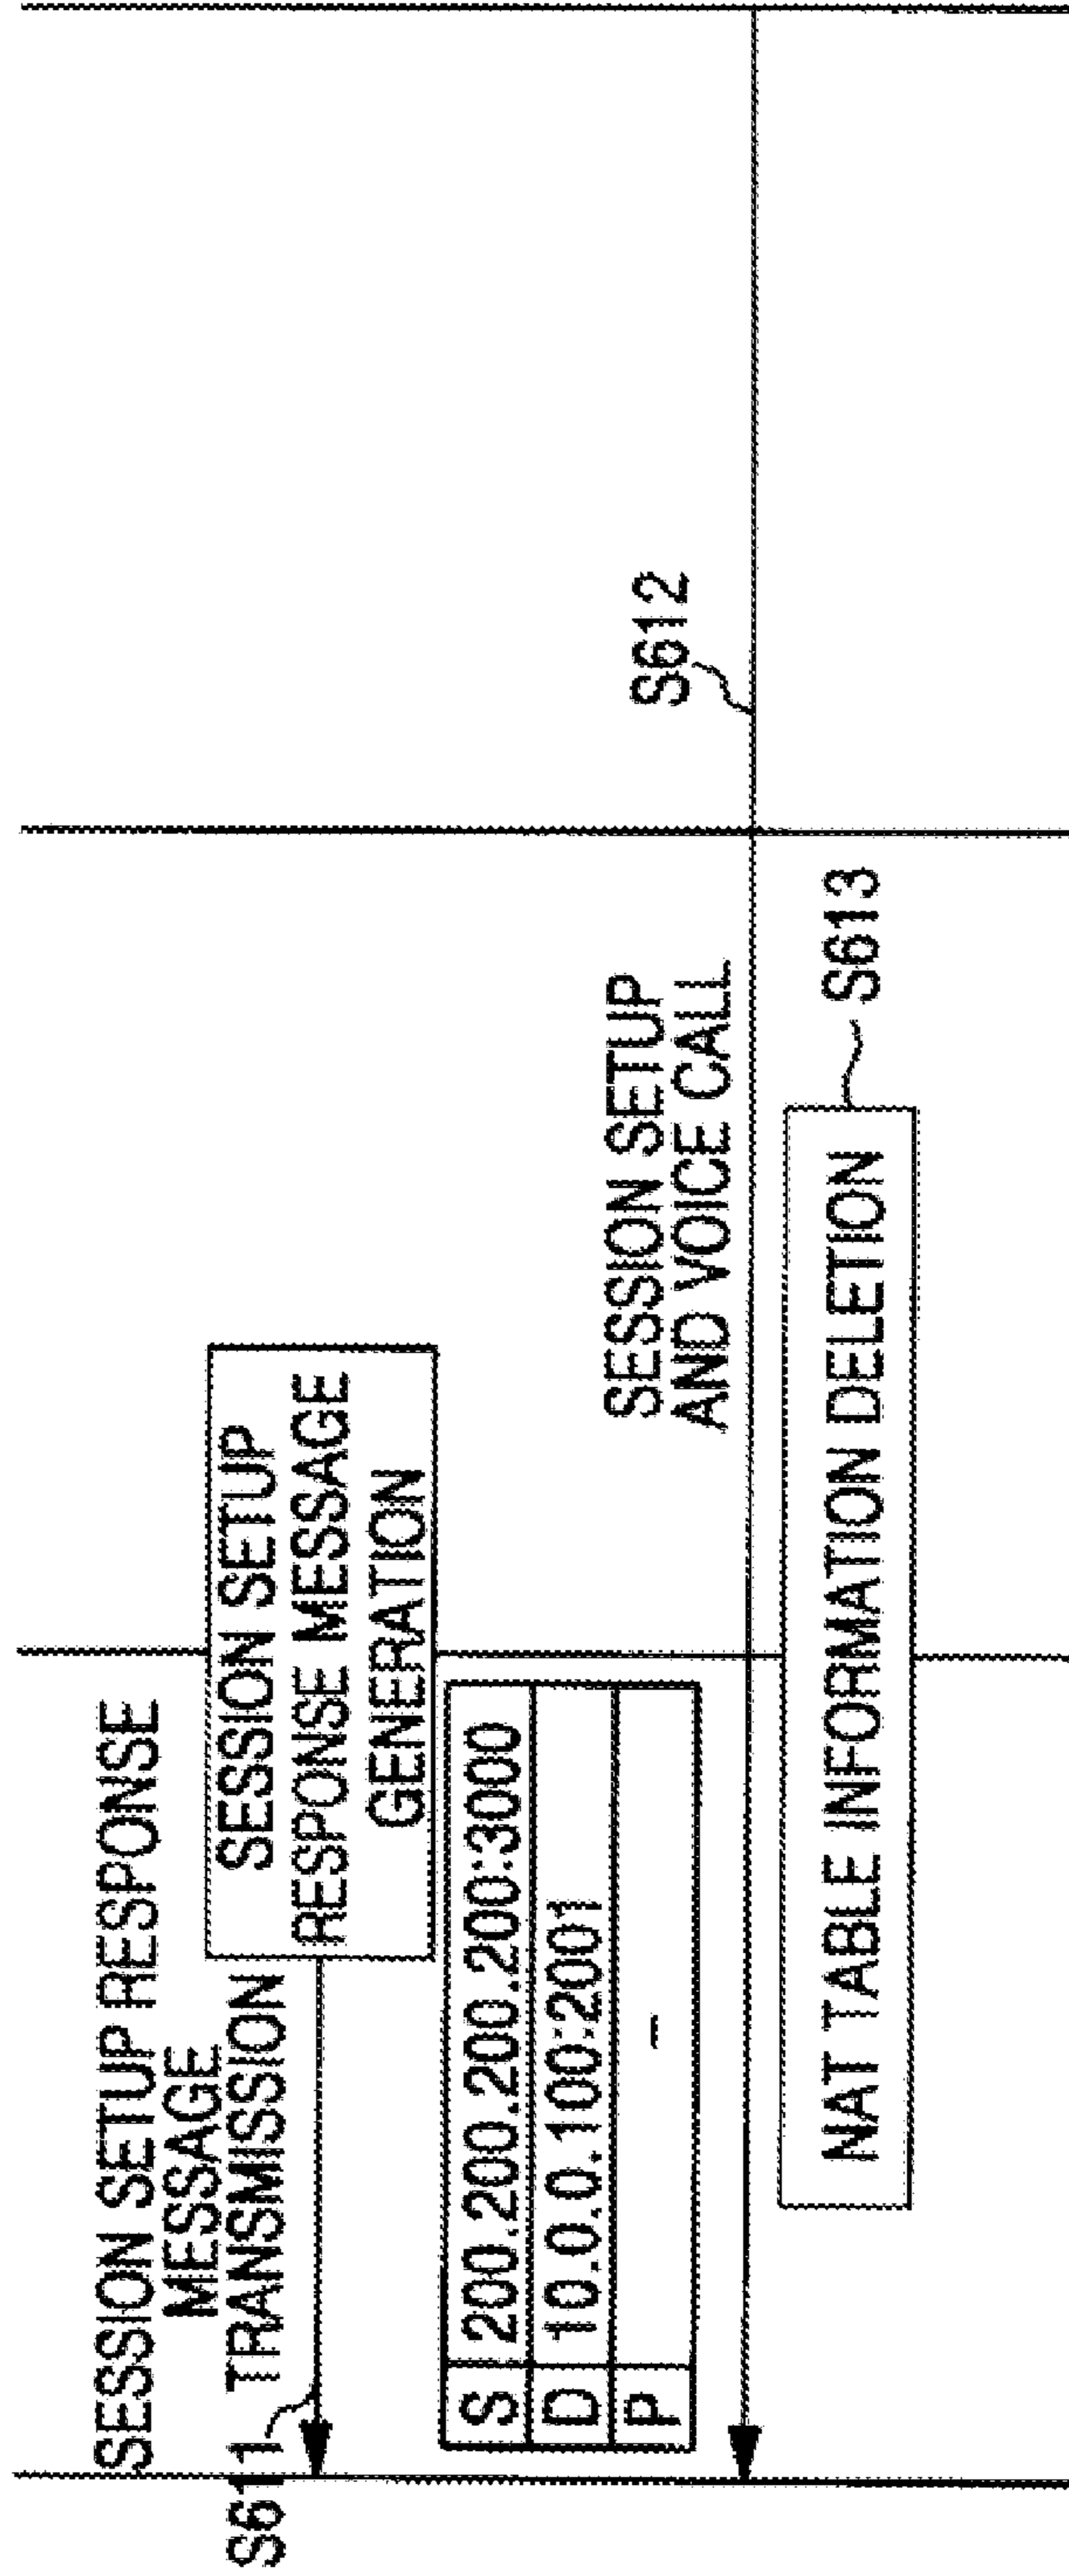 SESSION SETUP RESPONSE
MESSAGE
S611 TRANSMISSION
SESSION SETUP
RESPONSE MESSAGE
GENERATION
S 200.200.200.200:3000
D 10.0.0.100:2001
P –
SESSION SETUP
AND VOICE CALL
S612
NAT TABLE INFORMATION DELETION
S613